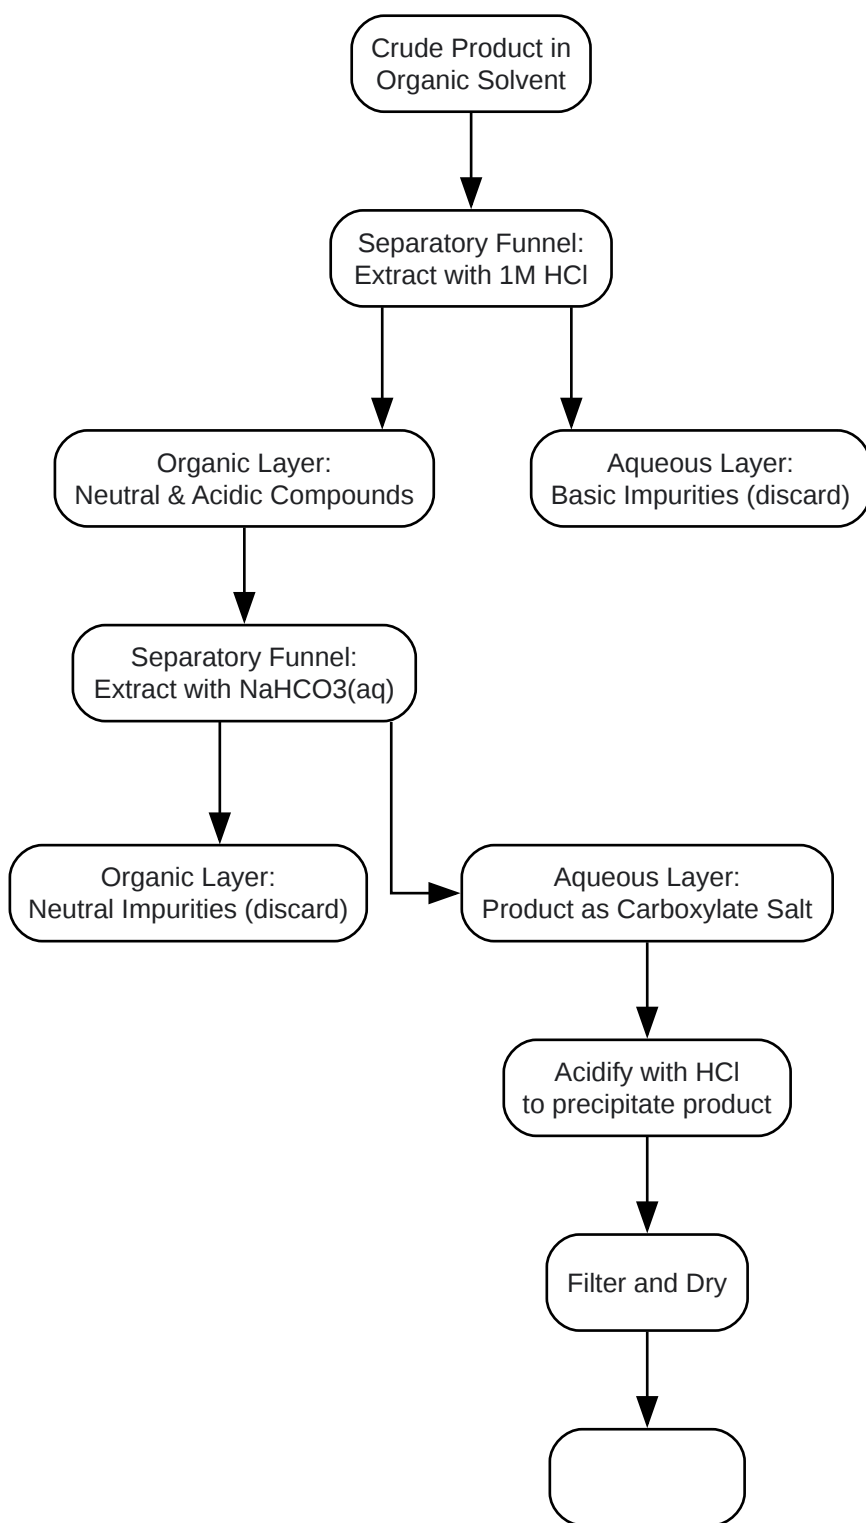 Crude Product in
Organic Solvent
Separatory Funnel:
Extract with 1M HCl
Organic Layer:
Neutral & Acidic Compounds
Aqueous Layer:
Basic Impurities (discard)
Separatory Funnel:
Extract with NaHCO3(aq)
Organic Layer:
Neutral Impurities (discard)
Aqueous Layer:
Product as Carboxylate Salt
Acidify with HCl
to precipitate product
Filter and Dry